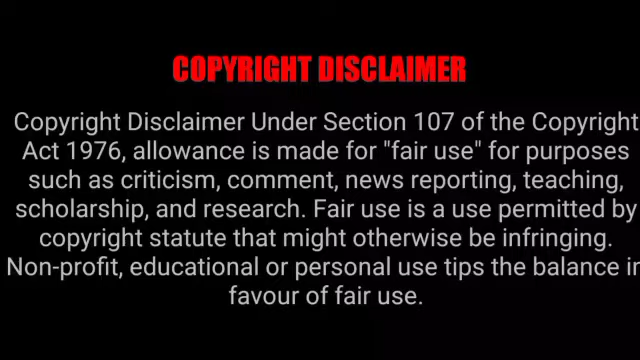 COPYRIGHT DISCLAIMER
Copyright Disclaimer Under Section 107 of the Copyright
Act 1976, allowance is made for "fair use" for purposes
such as criticism, comment, news reporting, teaching,
scholarship, and research. Fair use is a use permitted by
copyright statute that might otherwise be infringing.
Non-profit, educational or personal use tips the balance in
favour of fair use.